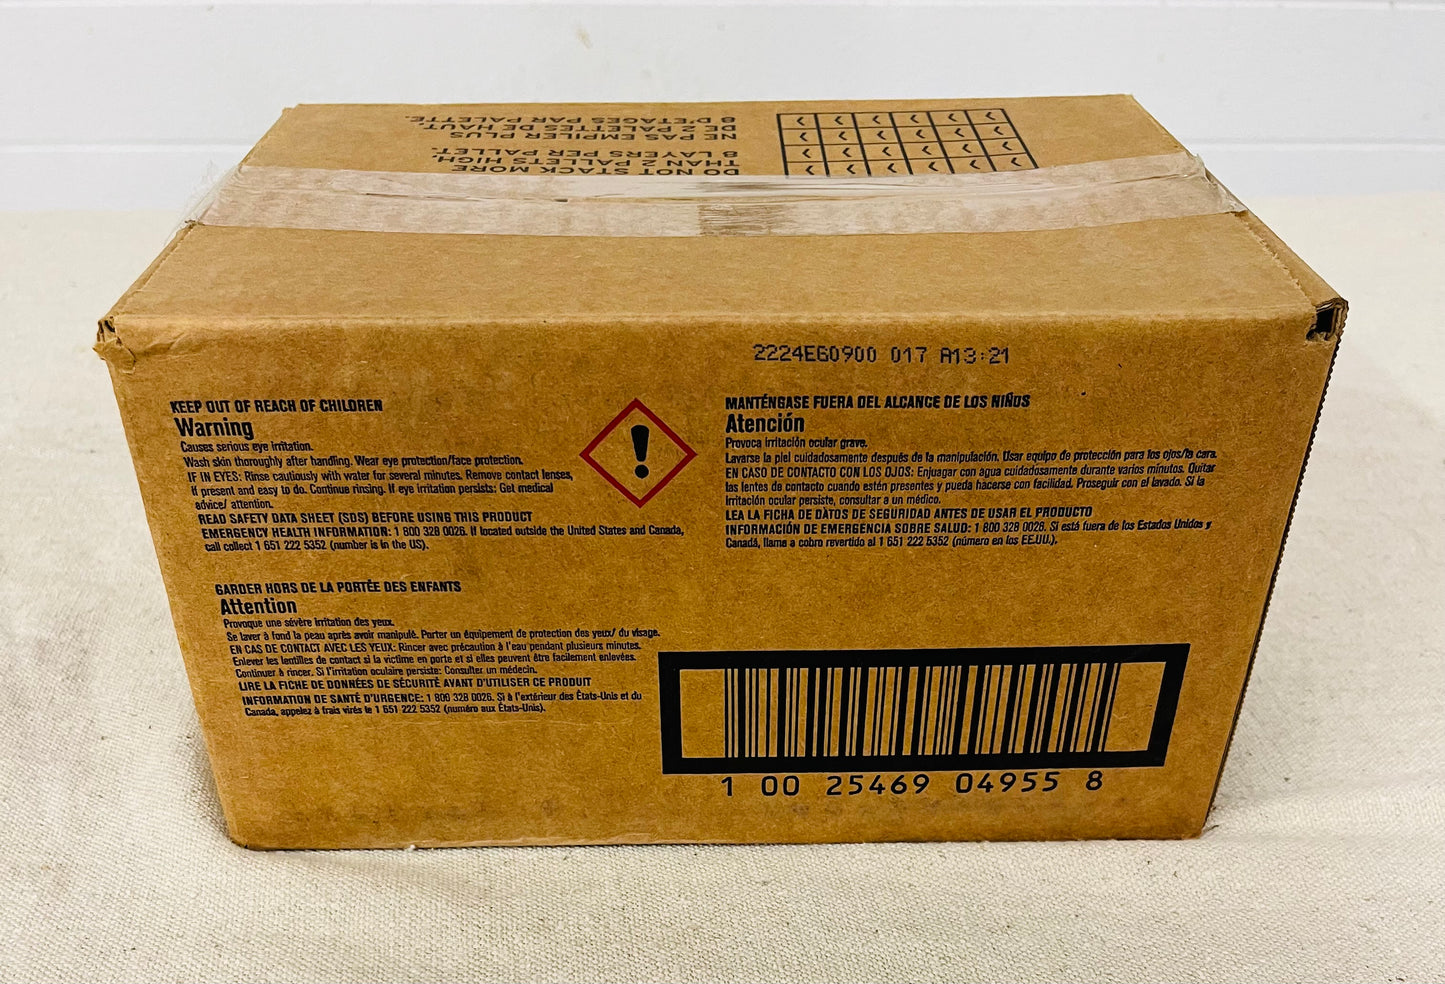 DO NOT STACK MORE
THAN 2 PALLETS HIGH,
8 LAYERS PER PALLET.
NE PAS EMPILER PLUS
DE 2 PALETTES DE HAUT,
8 D'ÉTAGES PAR PALETTE
2224EG0900 017 A13:21
KEEP OUT OF REACH OF CHILDREN
Warning
Causes serious eye irritation.
Wash skin thoroughly after handling. Wear eye protection/face protection.
IF IN EYES: Rinse cautiously with water for several minutes. Remove contact lenses,
if present and easy to do. Continue rinsing. If eye irritation persists: Get medical
advice/ attention.
READ SAFETY DATA SHEET (SDS) BEFORE USING THIS PRODUCT
EMERGENCY HEALTH INFORMATION: 1 800 328 0026. If located outside the United States and Canada,
call collect 1 651 222 5352 (number is in the US).
MANTÉNGASE FUERA DEL ALCANCE DE LOS NIÑOS
Atención
Provoca irritación ocular grave.
Lavarse la piel cuidadosamente después de la manipulación. Usar equipo de protección para los ojos/la cara.
EN CASO DE CONTACTO CON LOS OJOS: Enjuagar con agua cuidadosamente durante varios minutos. Quitar
las lentes de contacto cuando estén presentes y pueda hacerse con facilidad. Proseguir con el lavado. Si la
irritación ocular persiste, consultar a un médico.
LEA LA FICHA DE DATOS DE SEGURIDAD ANTES DE USAR EL PRODUCTO
INFORMACIÓN DE EMERGENCIA SOBRE SALUD: 1 800 328 0026. Si está fuera de los Estados Unidos y
Canadá, llame a cobro revertido al 1 651 222 5352 (número en los EE.UU.).
GARDER HORS DE LA PORTÉE DES ENFANTS
Attention
Provoque une sévère irritation des yeux.
Se laver à fond la peau après avoir manipulé. Porter un équipement de protection des yeux/ du visage.
EN CAS DE CONTACT AVEC LES YEUX: Rincer avec précaution à l'eau pendant plusieurs minutes.
Enlever les lentilles de contact si la victime en porte et si elles peuvent être facilement enlevées.
Continuer à rincer. Si l'irritation oculaire persiste: Consulter un médecin.
LIRE LA FICHE DE DONNÉES DE SÉCURITÉ AVANT D'UTILISER CE PRODUIT
INFORMATION DE SANTÉ D'URGENCE: 1 800 328 0026. Si à l'extérieur des États-Unis et du
Canada, appelez à frais virés le 1 651 222 5352 (numéro aux États-Unis).
1 00 25469 04955 8